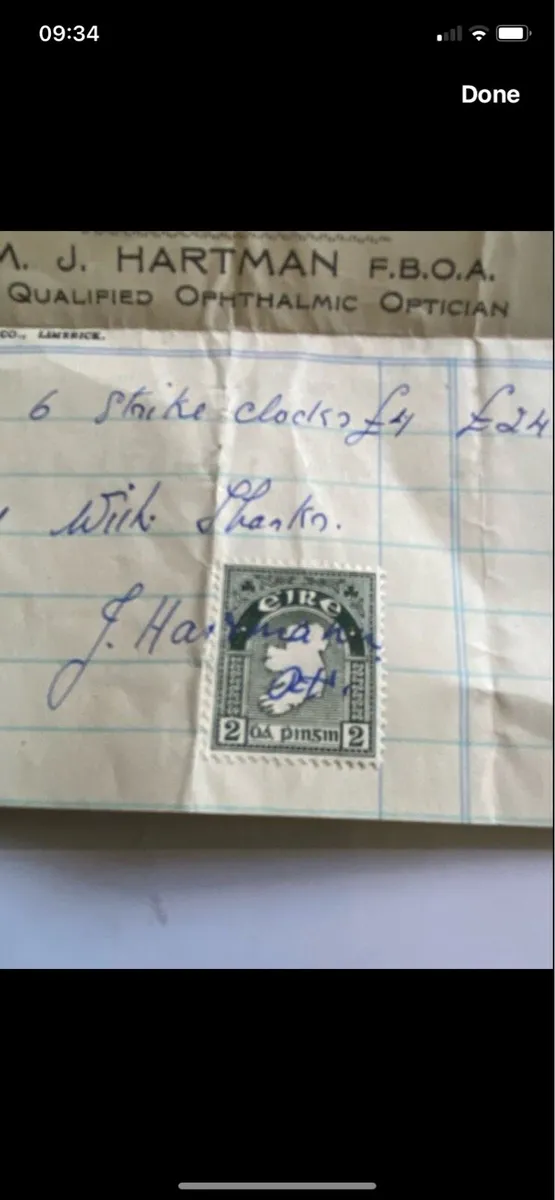 09:34
Done
M. J. HARTMAN F.B.O.A.
QUALIFIED OPHTHALMIC OPTICIAN
CO., LIMERICK.
6 Strike clocks £4 £24
With Thanks.
J. Hartman
EIRE
2 Dá pinsin 2